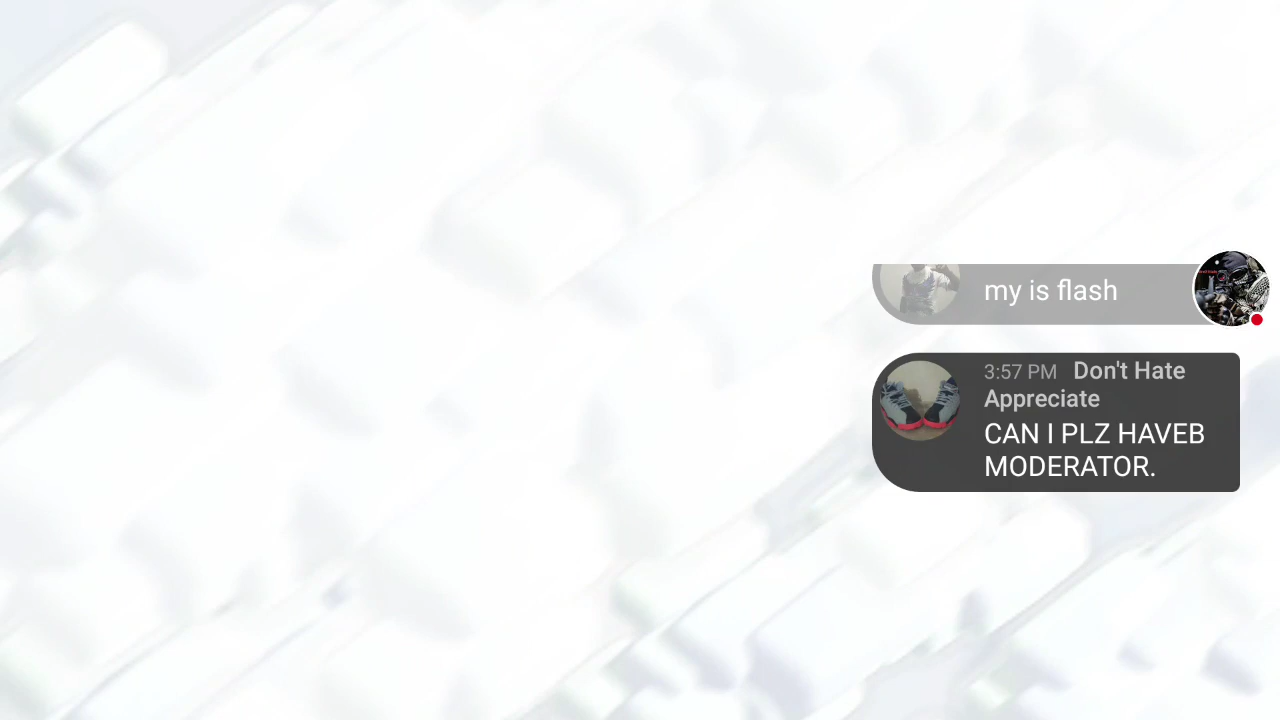 my is flash
3:57 PM Don't Hate
Appreciate
CAN I PLZ HAVEB
MODERATOR.